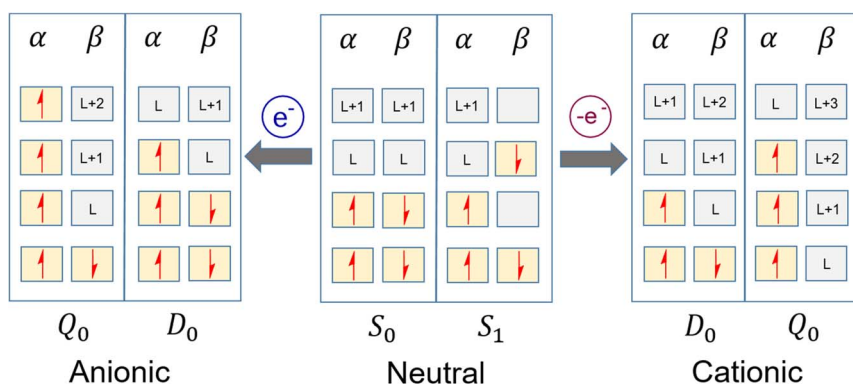 α β α β
α β α β
α β α β
L+2 L L+1
e⁻
L+1 L+1 L+1
-e⁻
L+1 L+2 L L+3
L+1 L
L L L
L L+1 L+2
L
L L+1
L
Q₀ D₀
S₀ S₁
D₀ Q₀
Anionic
Neutral
Cationic